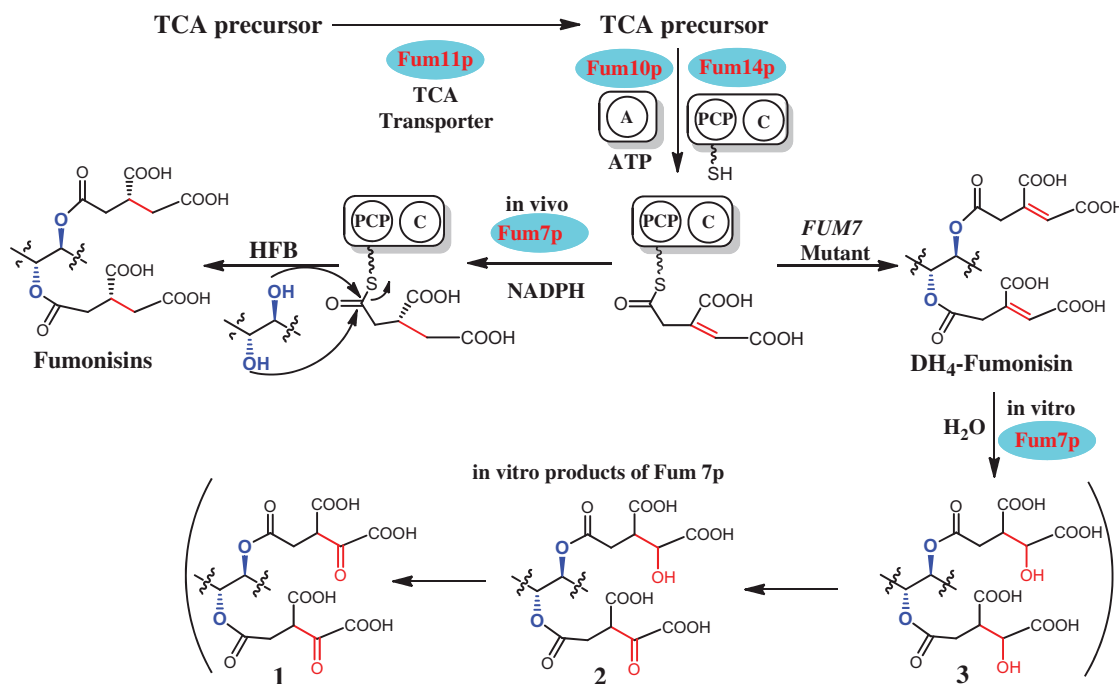 TCA precursor
TCA precursor
Fum11p
TCA
Transporter
Fum10p
Fum14p
A
PCP
C
ATP
SH
O
COOH
COOH
O
O
O
COOH
COOH
Fumonisins
HFB
OH
OH
PCP
C
S
O
COOH
COOH
in vivo
Fum7p
NADPH
PCP
C
S
O
COOH
COOH
FUM7
Mutant
O
COOH
COOH
O
O
O
COOH
COOH
DH4-Fumonisin
H2O
in vitro
Fum7p
in vitro products of Fum 7p
O
COOH
COOH
O
O
O
COOH
COOH
O
O
1
O
COOH
COOH
O
OH
O
COOH
COOH
O
O
2
O
COOH
COOH
O
OH
O
COOH
COOH
O
OH
3